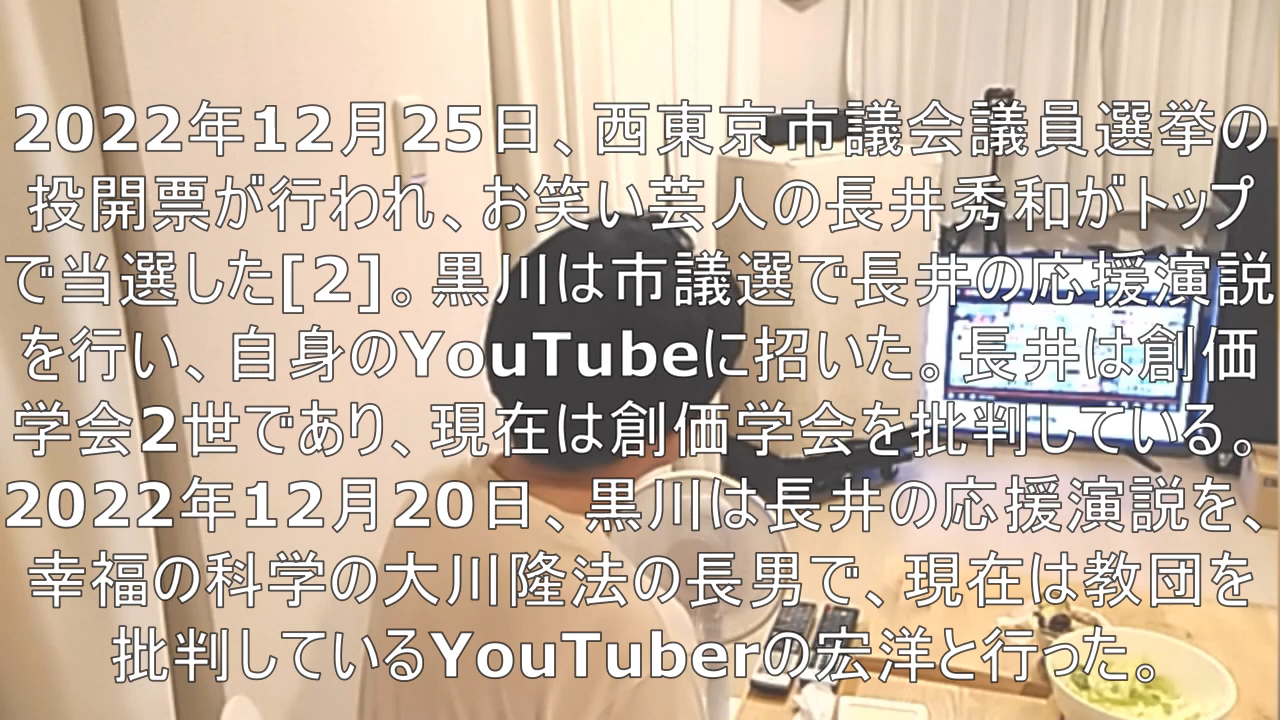 2022年12月25日、西東京市議会議員選挙の
投開票が行われ、お笑い芸人の長井秀和がトップ
で当選した[2]。黒川は市議選で長井の応援演説
を行い、自身のYouTubeに招いた。長井は創価
学会2世であり、現在は創価学会を批判している。
2022年12月20日、黒川は長井の応援演説を、
幸福の科学の大川隆法の長男で、現在は教団を
批判しているYouTuberの宏洋と行った。